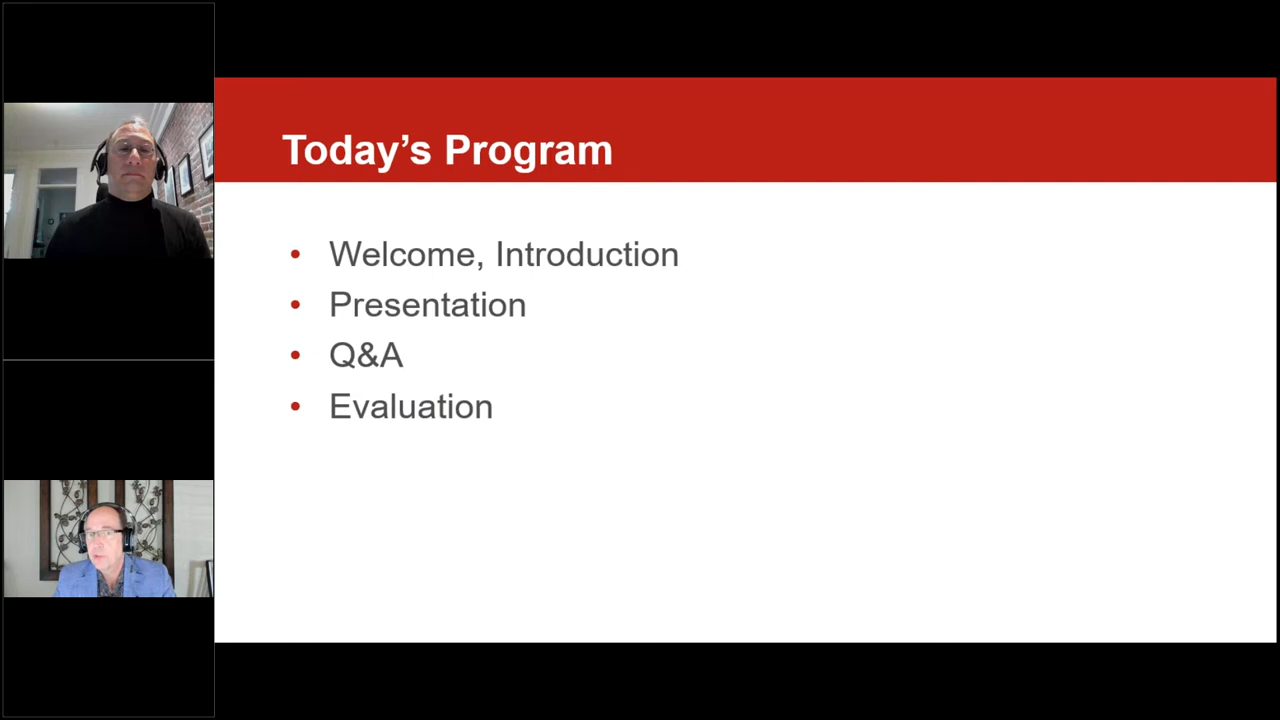 Today’s Program
• Welcome, Introduction
• Presentation
• Q&A
• Evaluation